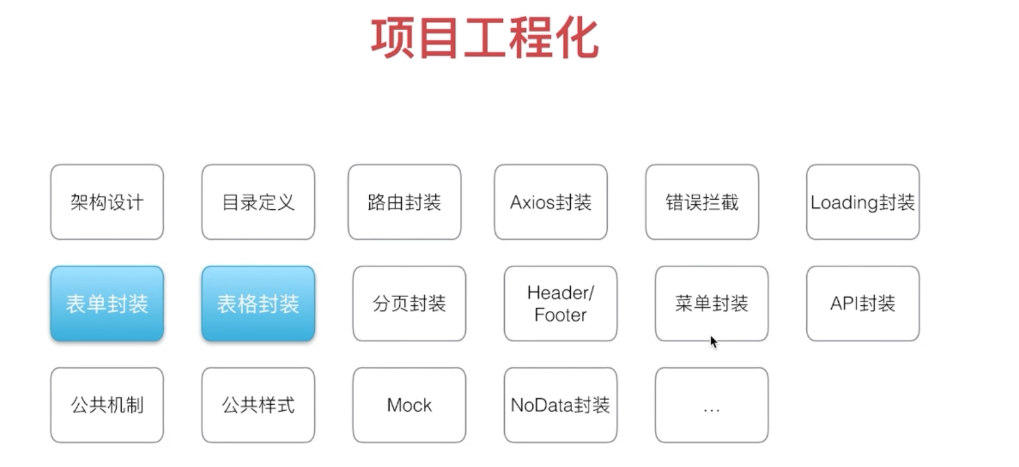 项目工程化
架构设计
目录定义
路由封装
Axios封装
错误拦截
Loading封装
表单封装
表格封装
分页封装
Header/
Footer
菜单封装
API封装
公共机制
公共样式
Mock
NoData封装
...